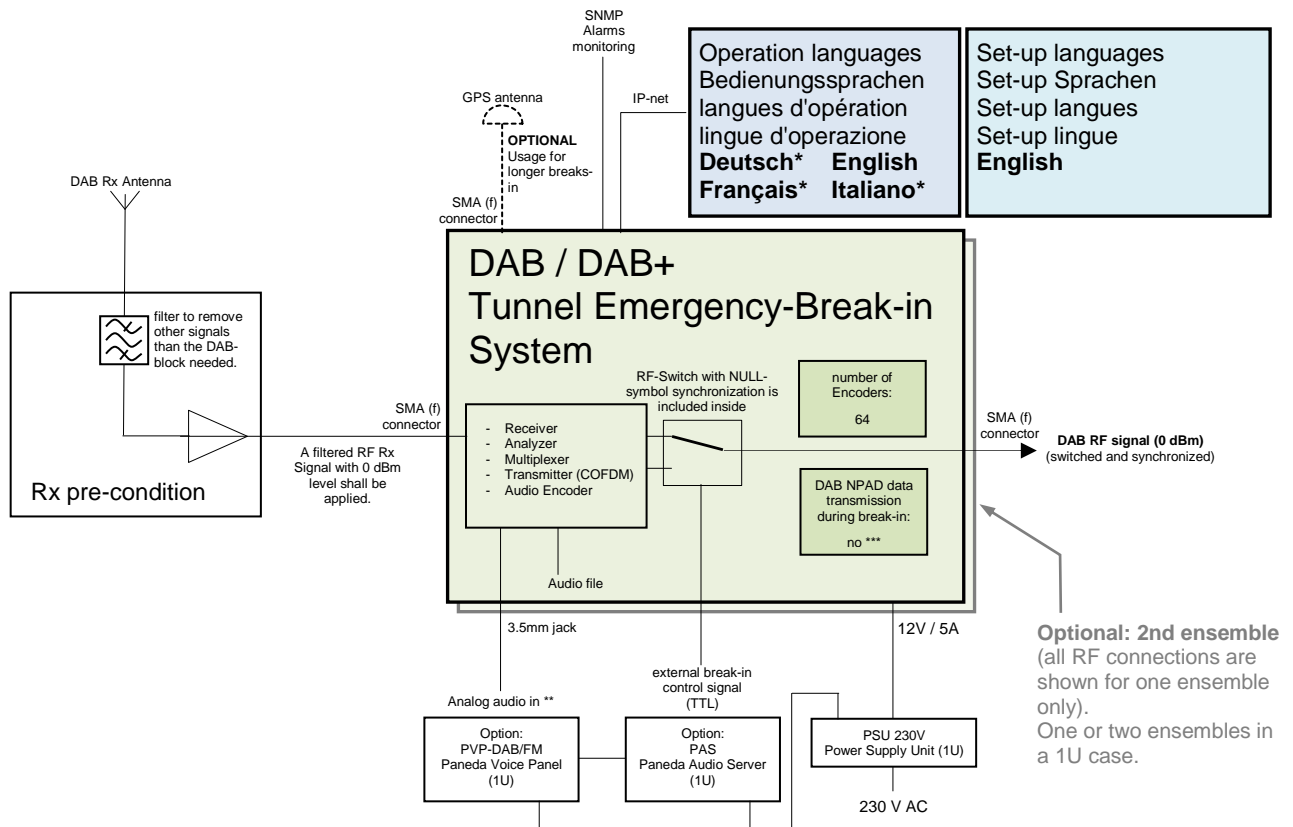 SNMP
Alarms
monitoring
GPS antenna
IP-net
OPTIONAL
Usage for
longer breaks-
in
SMA (f)
connector
Operation languages
Bedienungssprachen
langues d'opération
lingue d'operazione
Deutsch* English
Français* Italiano*
Set-up languages
Set-up Sprachen
Set-up langues
Set-up lingue
English
DAB Rx Antenna
filter to remove
other signals
than the DAB-
block needed.
Rx pre-condition
SMA (f)
connector
A filtered RF Rx
Signal with 0 dBm
level shall be
applied.
DAB / DAB+
Tunnel Emergency-Break-in
System
RF-Switch with NULL-
symbol synchronization is
included inside
- Receiver
- Analyzer
- Multiplexer
- Transmitter (COFDM)
- Audio Encoder
number of
Encoders:
64
DAB NPAD data
transmission
during break-in:
no ***
Audio file
SMA (f)
connector
DAB RF signal (0 dBm)
(switched and synchronized)
3.5mm jack
12V / 5A
Optional: 2nd ensemble
(all RF connections are
shown for one ensemble
only).
One or two ensembles in
a 1U case.
external break-in
control signal
(TTL)
Analog audio in **
Option:
PVP-DAB/FM
Paneda Voice Panel
(1U)
Option:
PAS
Paneda Audio Server
(1U)
PSU 230V
Power Supply Unit (1U)
230 V AC